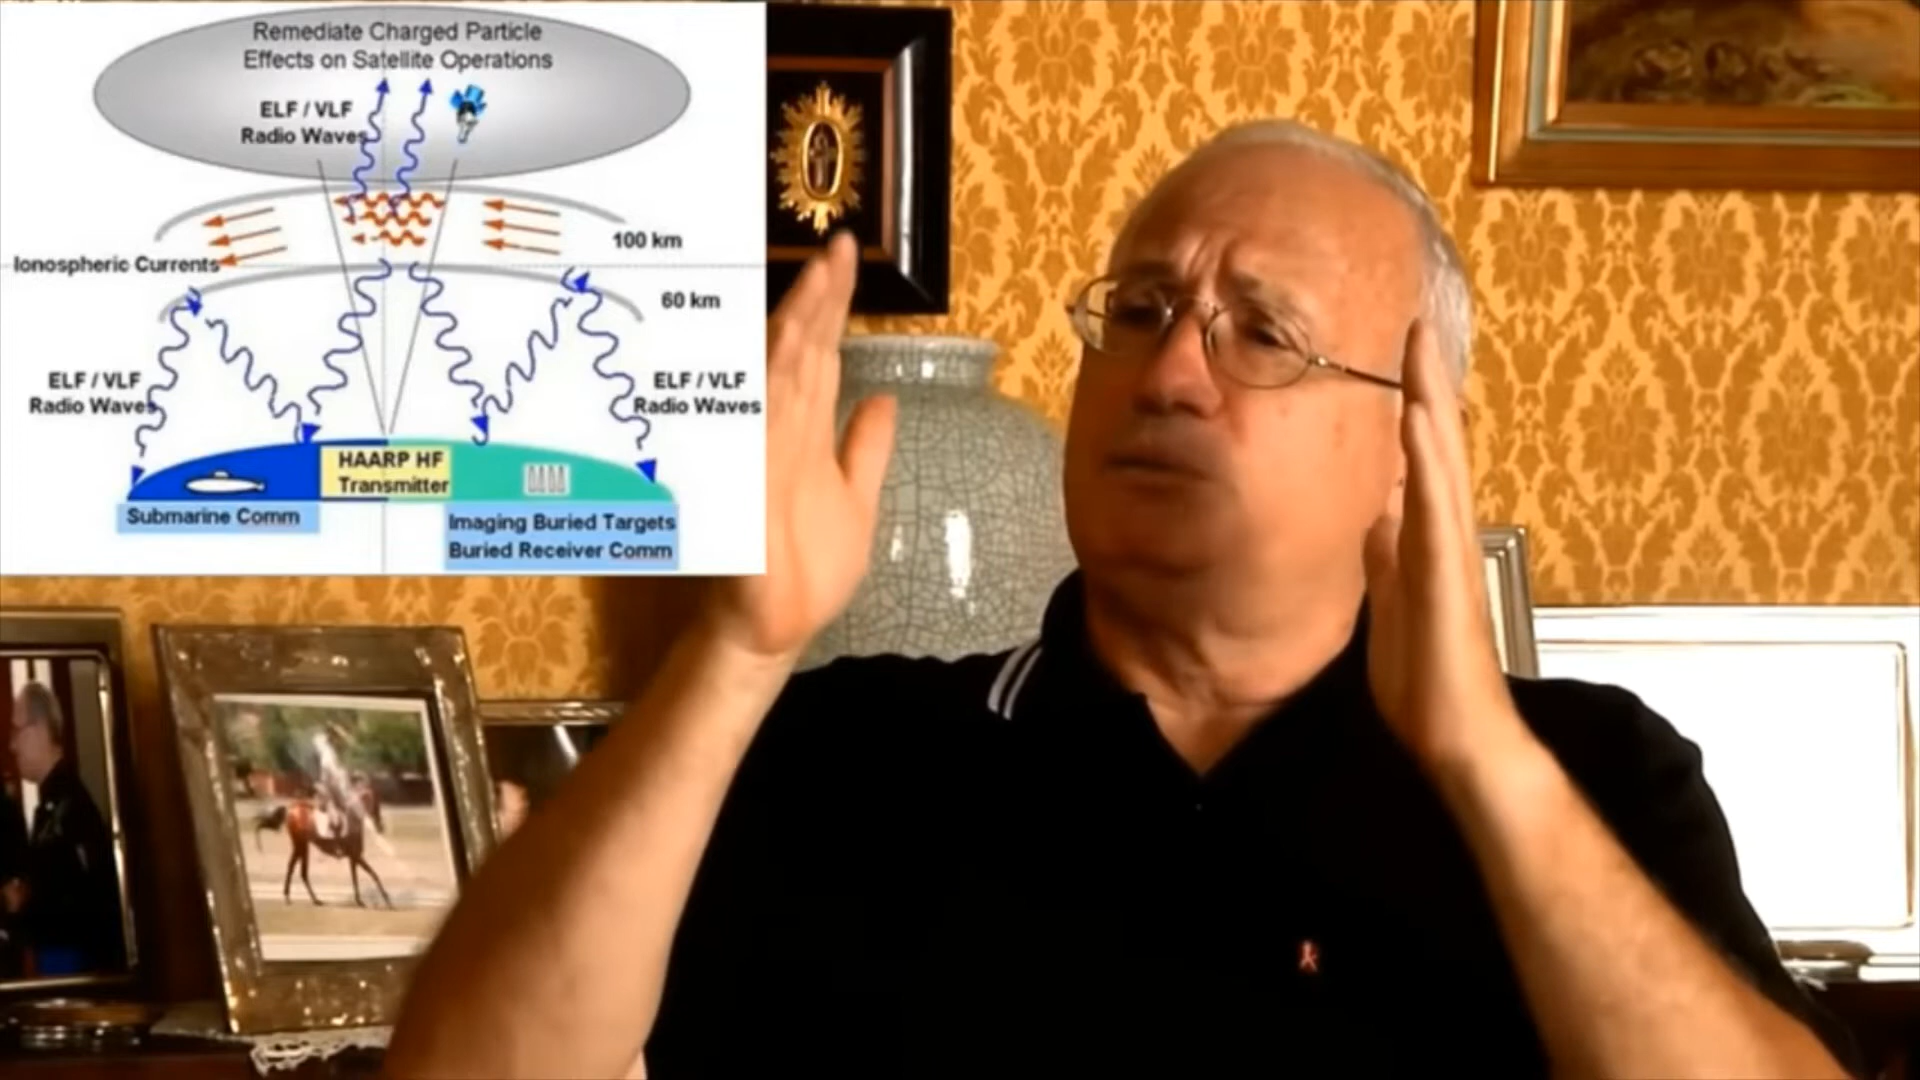 Remediate Charged Particle
Effects on Satellite Operations
ELF / VLF
Radio Waves
100 km
Ionospheric Currents
60 km
ELF / VLF
Radio Waves
ELF / VLF
Radio Waves
HAARP HF
Transmitter
Submarine Comm
Imaging Buried Targets
Buried Receiver Comm